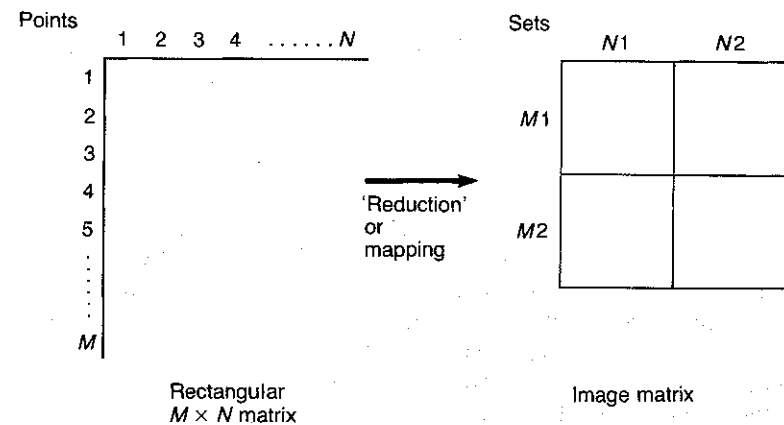 Points
1 2 3 4 ......N
1
2
3
4
5
M
Rectangular
M × N matrix
'Reduction'
or
mapping
Sets
N1 N2
M1
M2
Image matrix